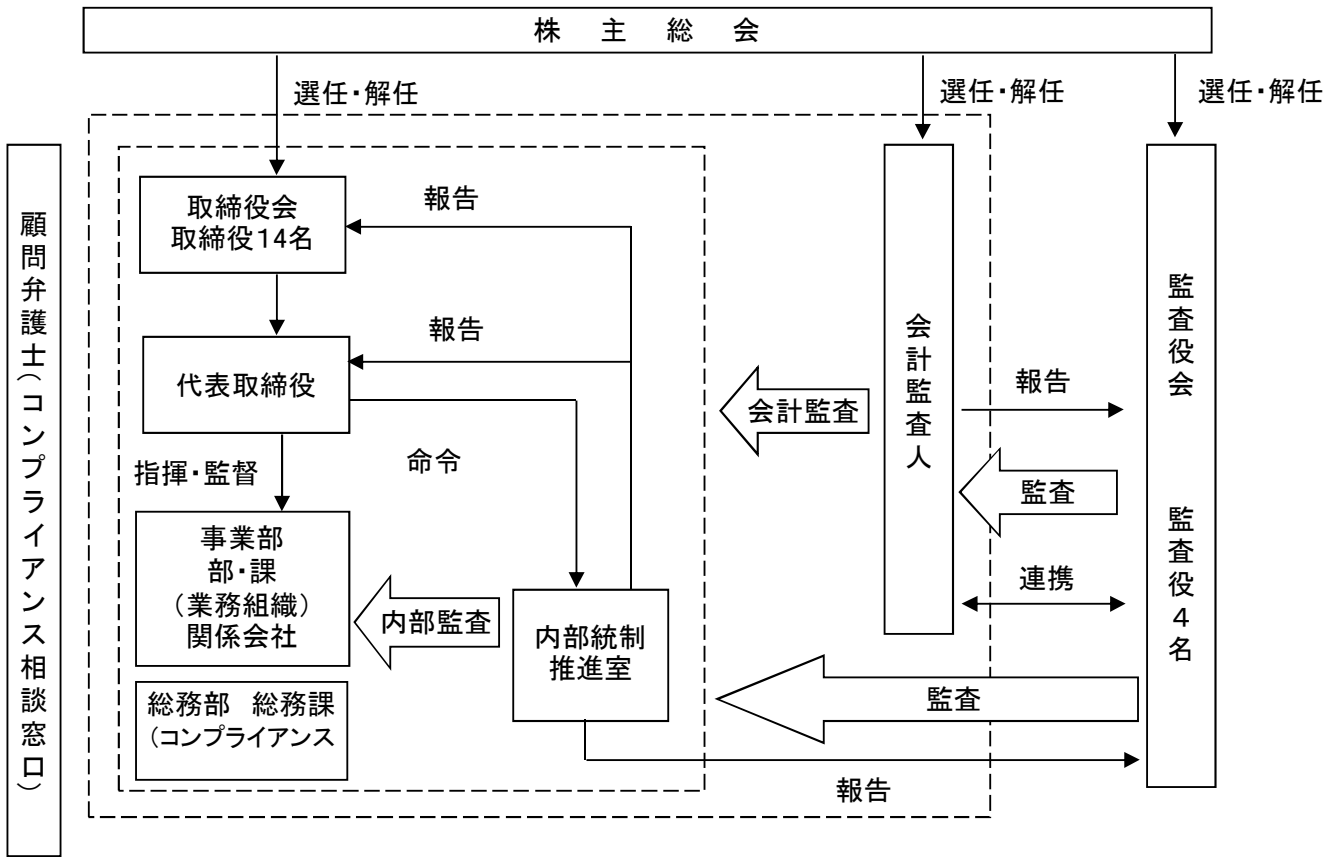 株主総会
選任・解任
選任・解任
選任・解任
顧問弁護士(コンプライアンス相談窓口)
取締役会
取締役14名
報告
代表取締役
報告
指揮・監督
命令
事業部
部・課
(業務組織)
関係会社
内部監査
内部統制
推進室
総務部 総務課
(コンプライアンス
会計監査
会計監査人
報告
監査
連携
監査
報告
監査役会 監査役4名